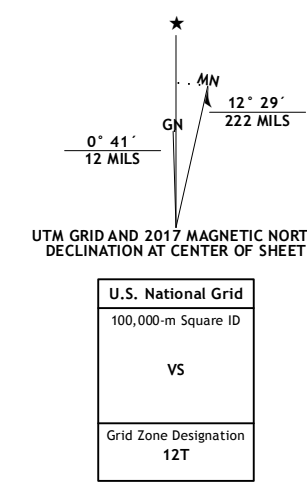 ★
MN
GN
0° 41´
12 MILS
12° 29´
222 MILS
UTM GRID AND 2017 MAGNETIC NORT
DECLINATION AT CENTER OF SHEET
U.S. National Grid
100,000-m Square ID
VS
Grid Zone Designation
12T